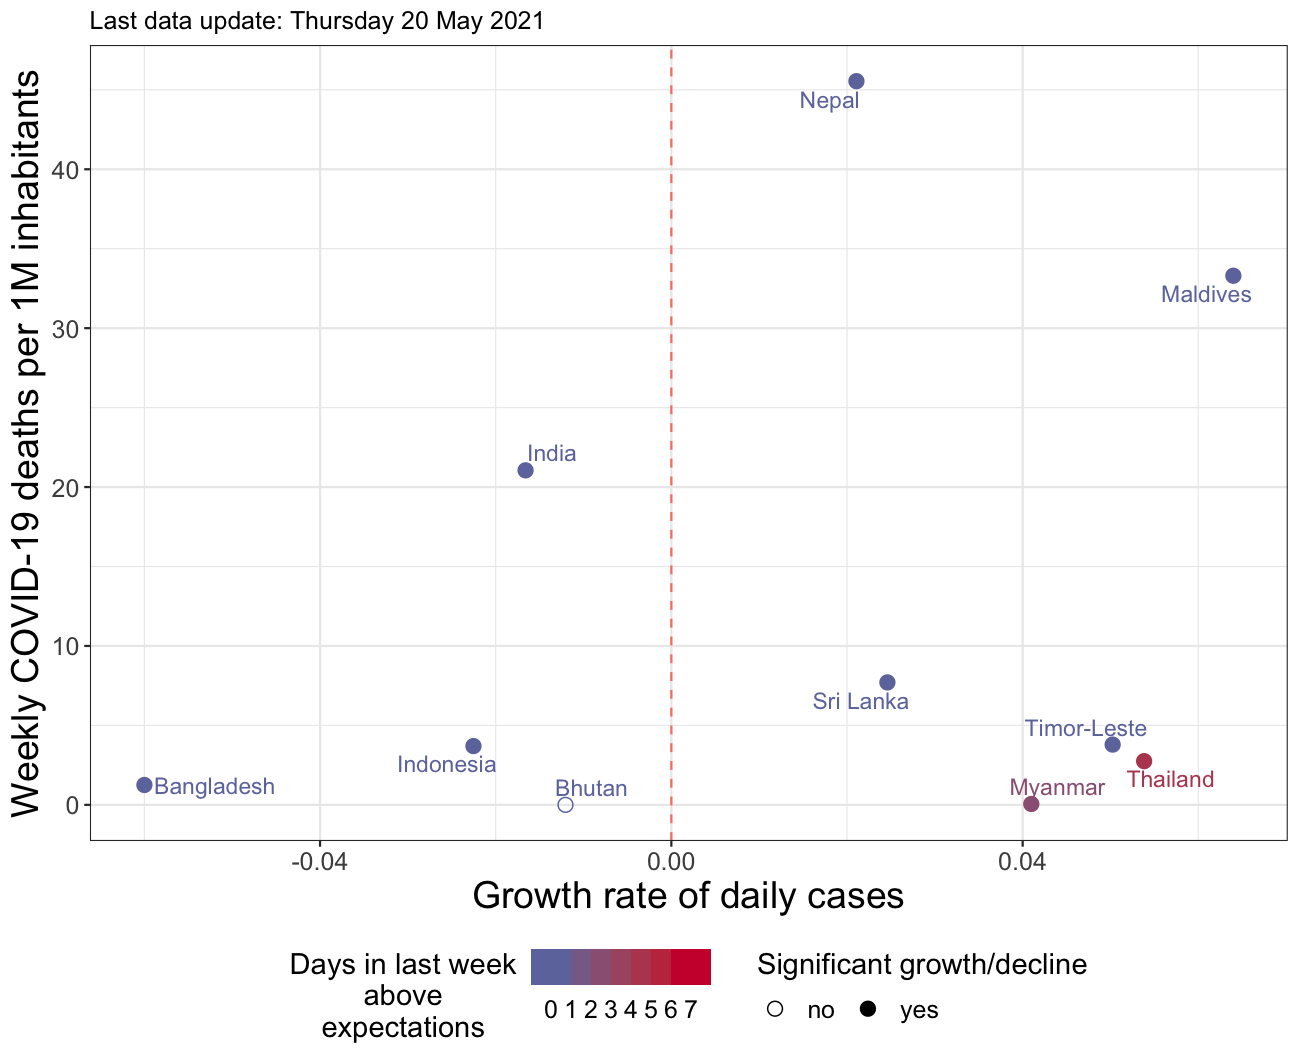 Last data update: Thursday 20 May 2021
Weekly COVID-19 deaths per 1M inhabitants
40
30
20
10
0
Nepal
Maldives
India
Sri Lanka
Timor-Leste
Indonesia
Thailand
Bangladesh
Bhutan
Myanmar
-0.04
0.00
0.04
Growth rate of daily cases
Days in last week
above
expectations
0 1 2 3 4 5 6 7
Significant growth/decline
no
yes